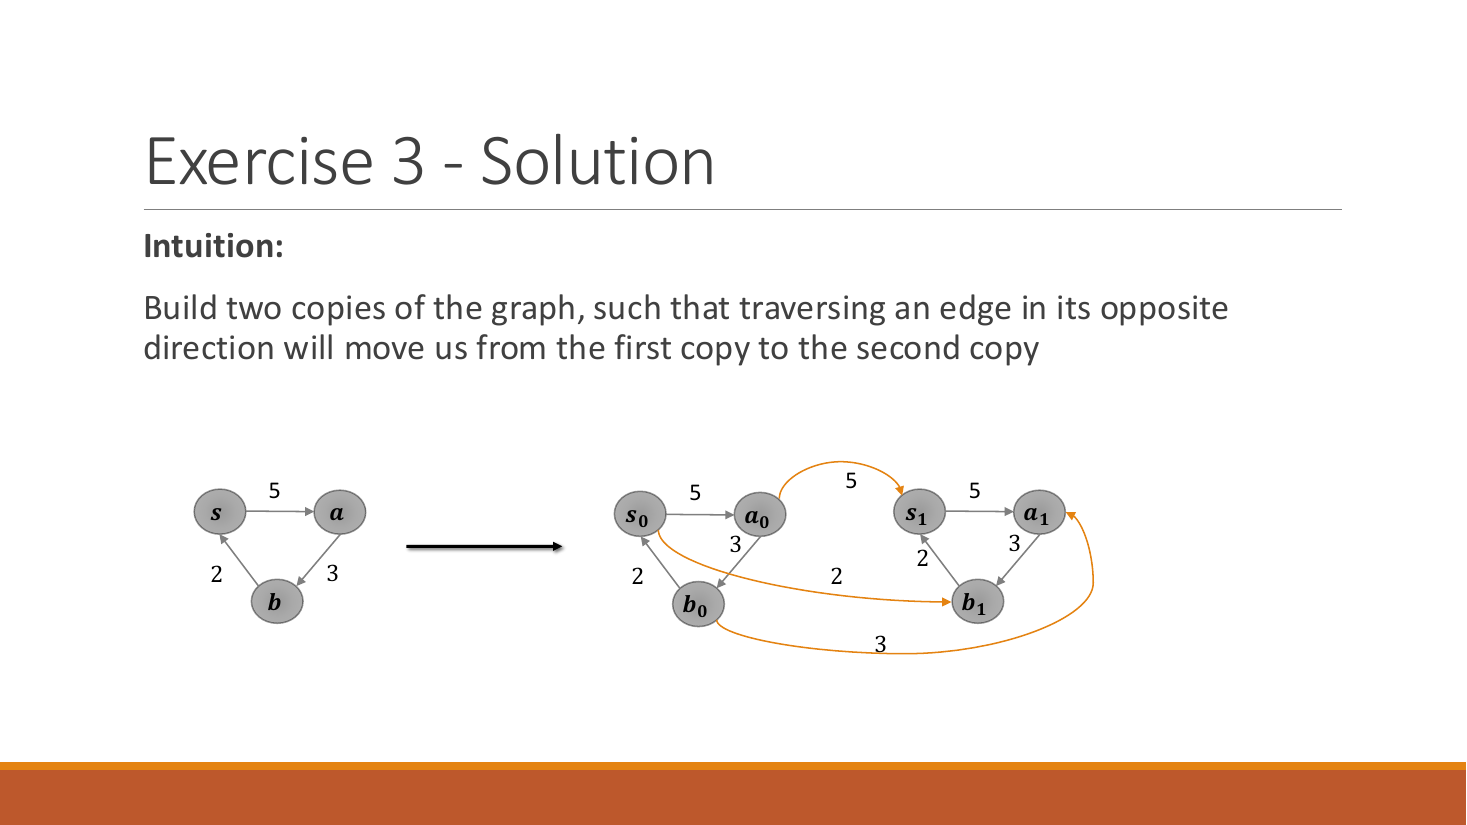 Exercise 3 - Solution
Intuition:
Build two copies of the graph, such that traversing an edge in its opposite
direction will move us from the first copy to the second copy
s 5 a
2 3
b
s₀ 5 a₀ 5 s₁ 5 a₁
3 2 3
2 2
b₀ b₁
3